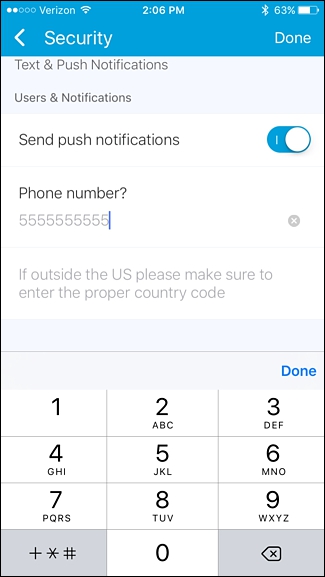 Verizon 2:06 PM 63%
Security Done
Text & Push Notifications
Users & Notifications
Send push notifications
Phone number?
5555555555
If outside the US please make sure to
enter the proper country code
Done
1 2 3
ABC DEF
4 5 6
GHI JKL MNO
7 8 9
PQRS TUV WXYZ
+*# 0